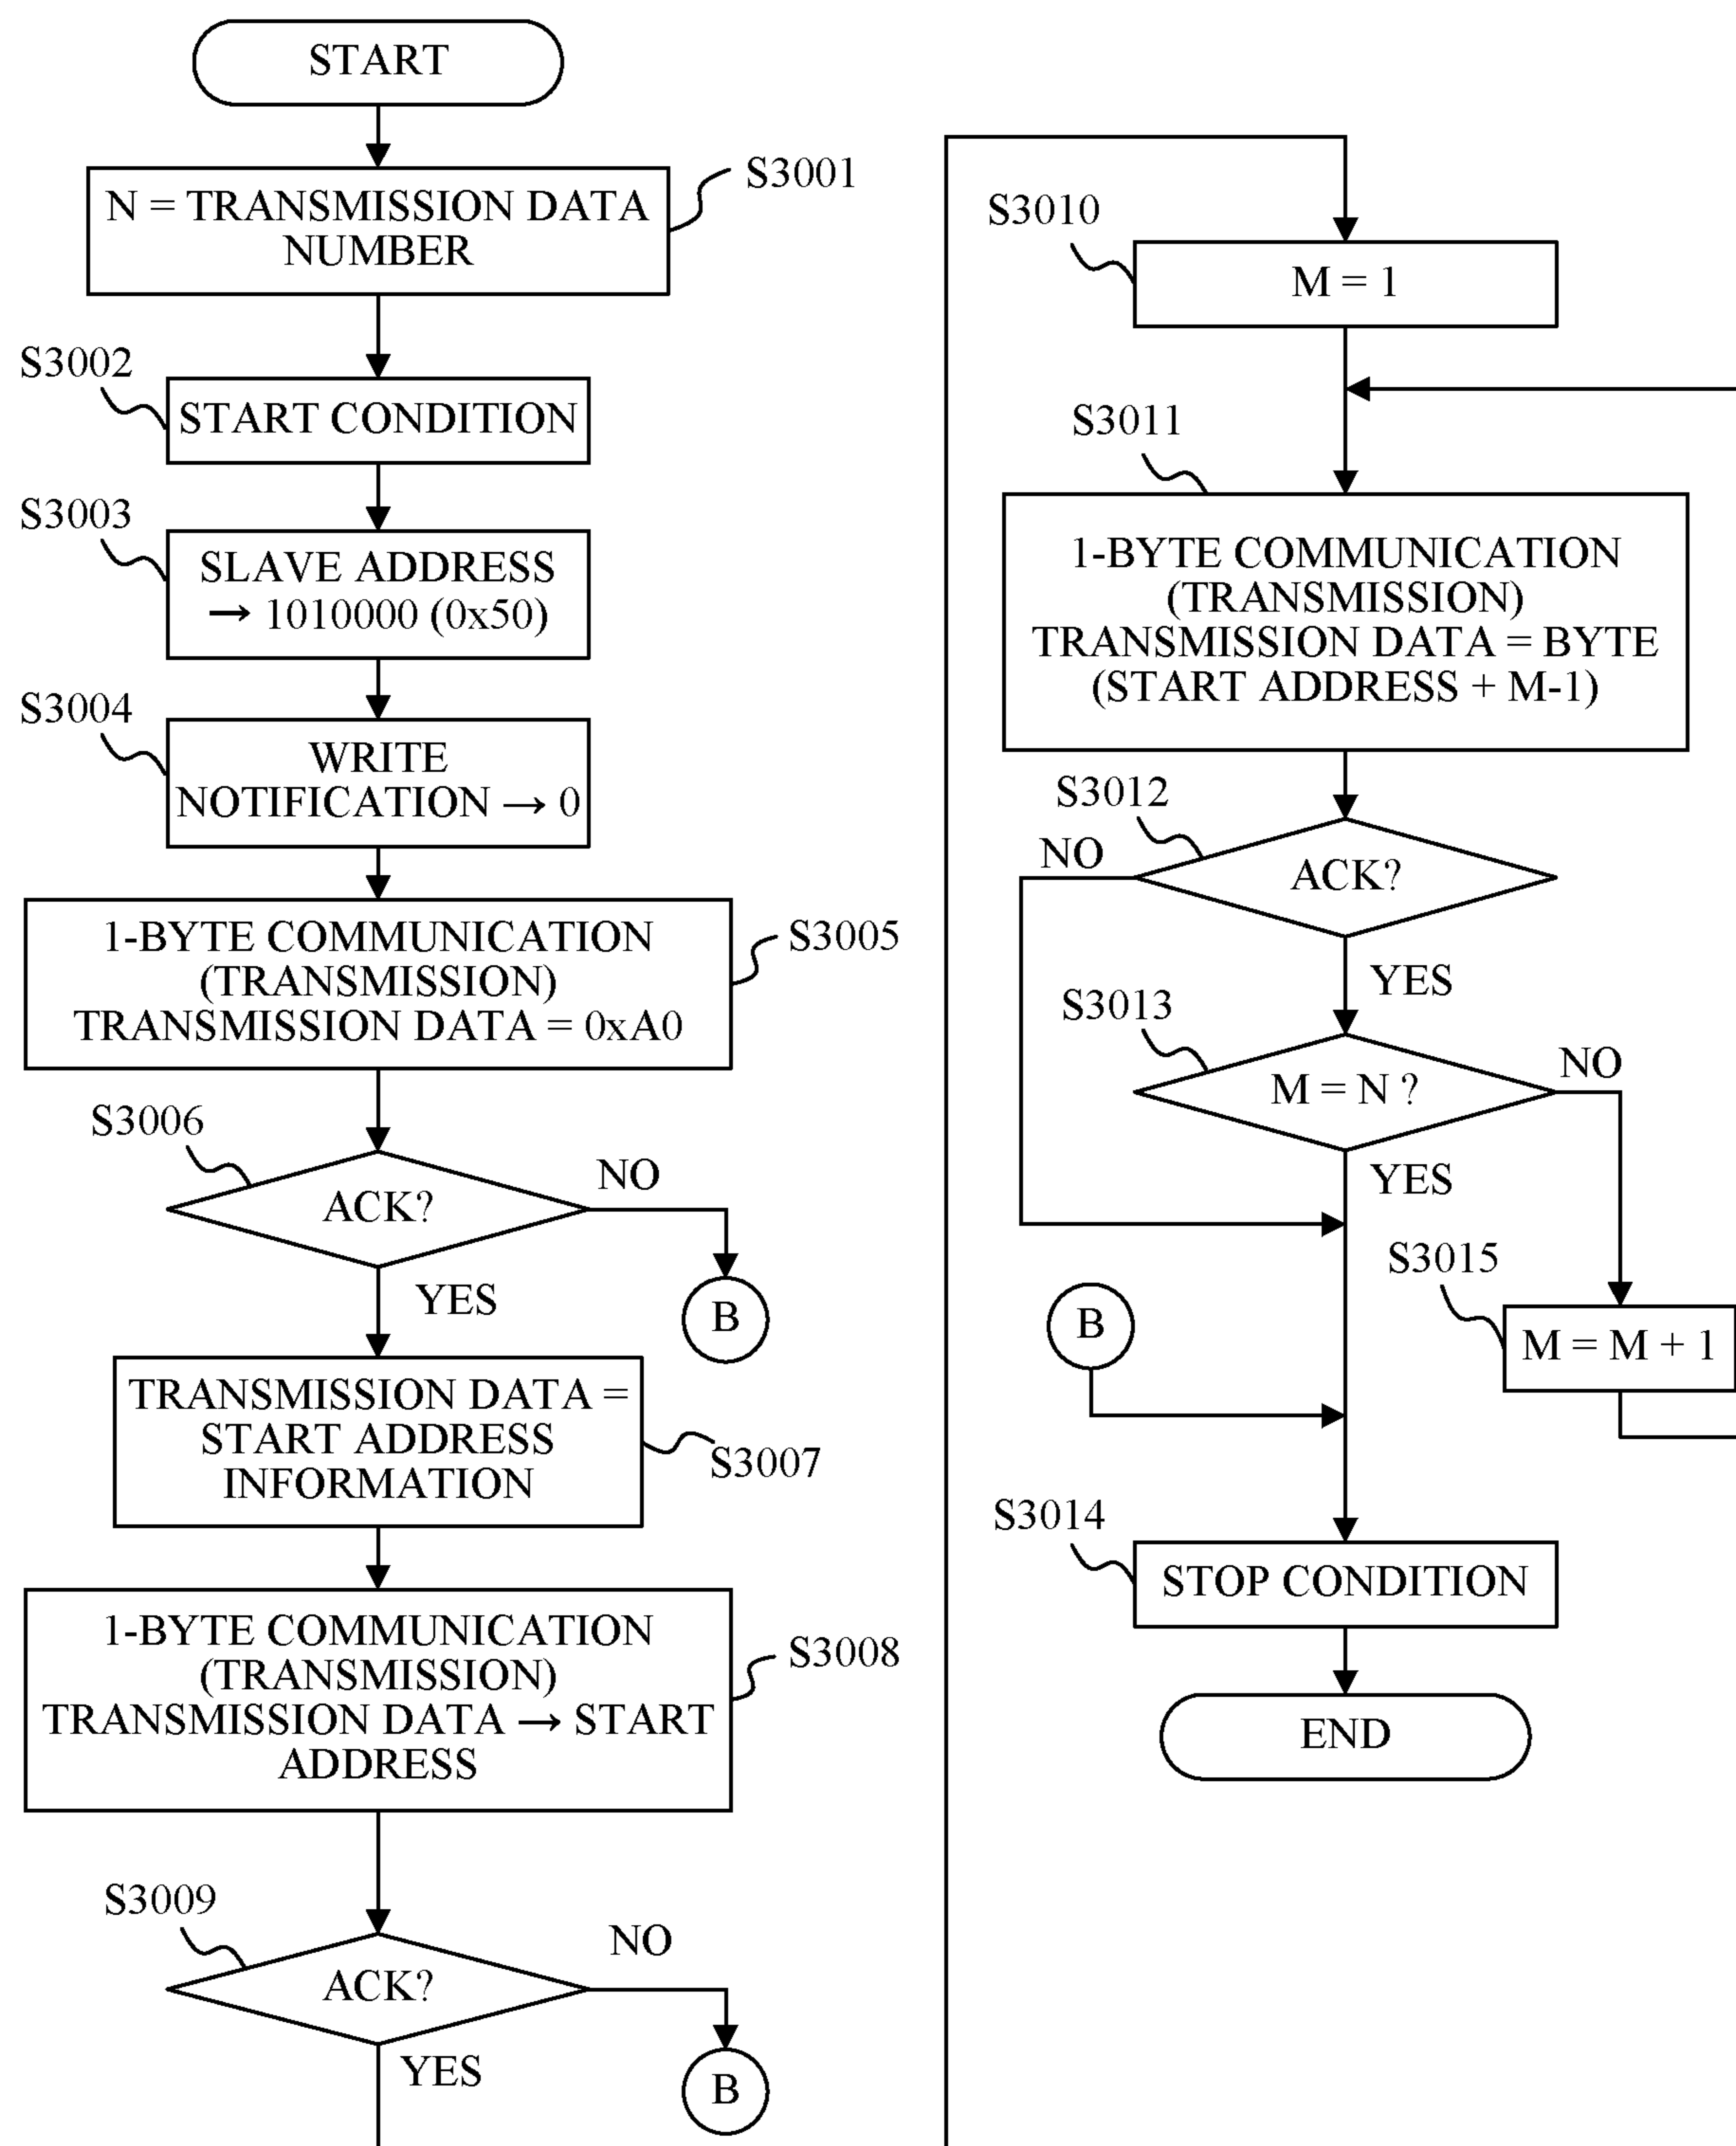 START
S3001
N = TRANSMISSION DATA
NUMBER
S3002
START CONDITION
S3003
SLAVE ADDRESS
→ 1010000 (0x50)
S3004
WRITE
NOTIFICATION → 0
1-BYTE COMMUNICATION
(TRANSMISSION)
TRANSMISSION DATA = 0xA0
S3005
S3006
ACK?
NO
B
YES
TRANSMISSION DATA =
START ADDRESS
INFORMATION
S3007
1-BYTE COMMUNICATION
(TRANSMISSION)
TRANSMISSION DATA → START
ADDRESS
S3008
S3009
ACK?
NO
B
YES
S3010
M = 1
S3011
1-BYTE COMMUNICATION
(TRANSMISSION)
TRANSMISSION DATA = BYTE
(START ADDRESS + M-1)
S3012
NO
ACK?
YES
S3013
M = N ?
NO
YES
S3015
M = M + 1
B
S3014
STOP CONDITION
END